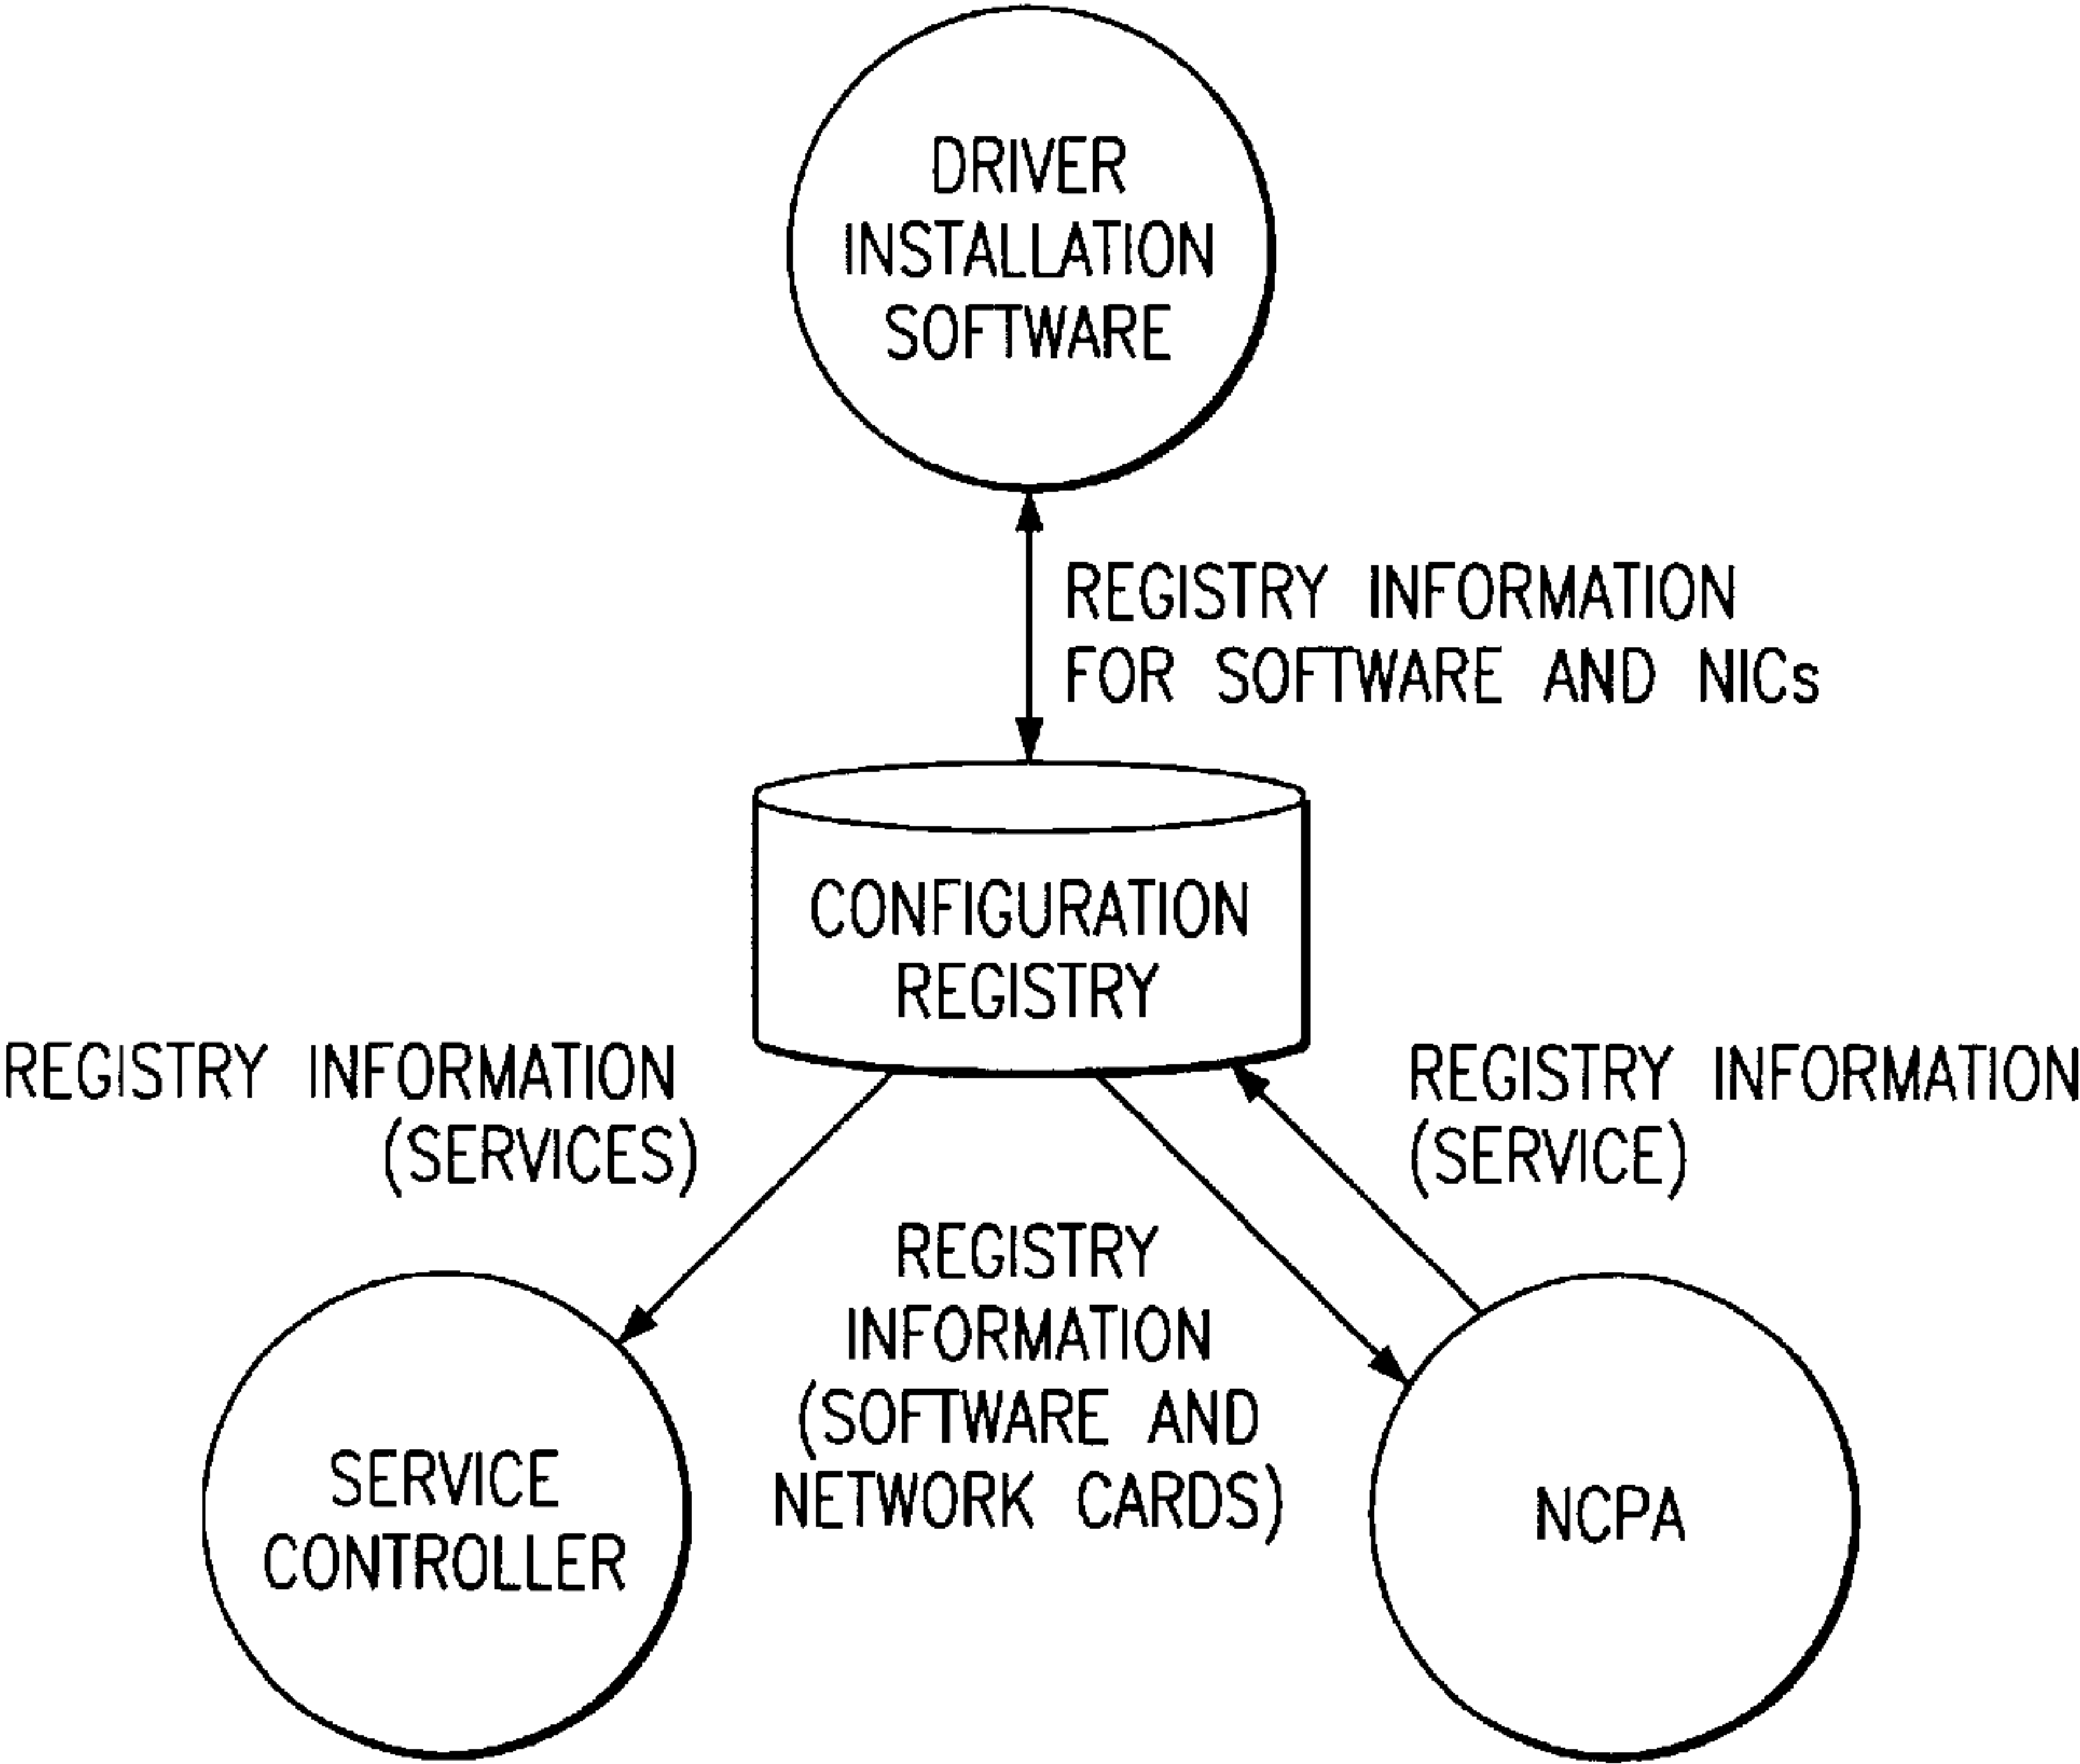 DRIVER
INSTALLATION
SOFTWARE
REGISTRY INFORMATION
FOR SOFTWARE AND NICs
CONFIGURATION
REGISTRY
REGISTRY INFORMATION
(SERVICES)
REGISTRY INFORMATION
(SERVICE)
REGISTRY
INFORMATION
(SOFTWARE AND
NETWORK CARDS)
SERVICE
CONTROLLER
NCPA